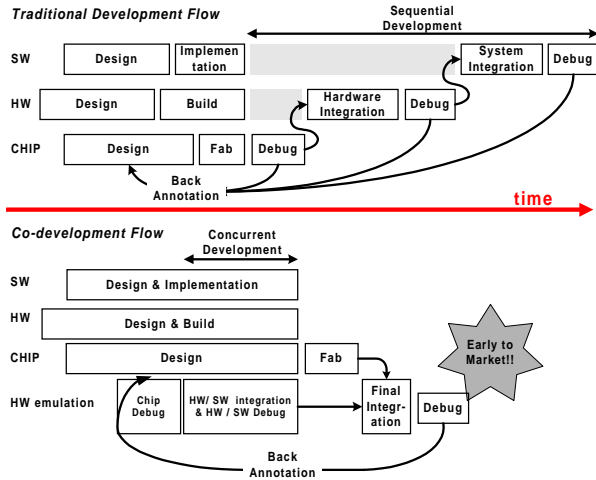 Traditional Development Flow
Sequential
Development
SW
Design
Implemen
tation
System
Integration
Debug
HW
Design
Build
Hardware
Integration
Debug
CHIP
Design
Fab
Debug
Back
Annotation
time
Co-development Flow
Concurrent
Development
SW
Design & Implementation
HW
Design & Build
CHIP
Design
Fab
Early to
Market!!
HW emulation
Chip
Debug
HW/ SW integration
& HW / SW Debug
Final
Integr-
ation
Debug
Back
Annotation